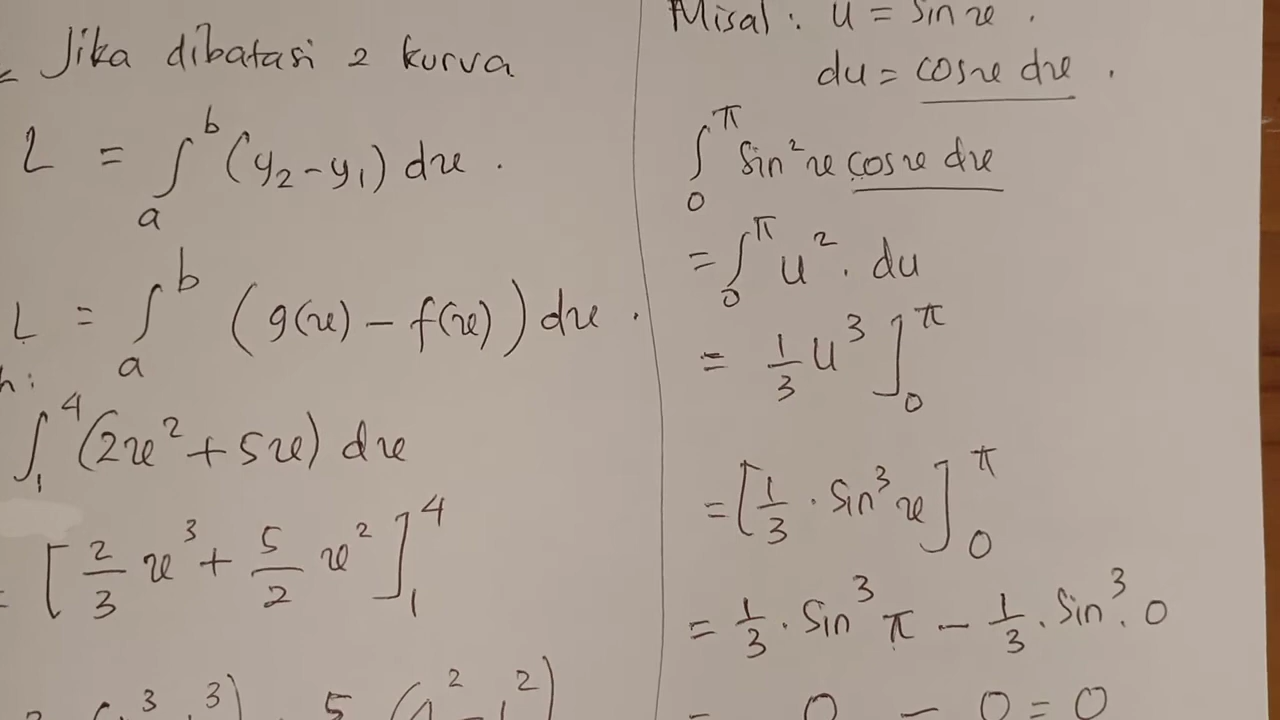 Jika dibatasi 2 kurva
L = ∫_a^b (y₂ - y₁) dx .
L = ∫_a^b (g(x) - f(x)) dx .
h:
∫_1^4 (2x² + 5x) dx
= [2/3 x³ + 5/2 x²]_1^4
Misal : u = sin x .
du = cos x dx .
∫_0^π sin² x cos x dx
= ∫_0^π u² . du
= 1/3 u³ ]_0^π
= [1/3 . sin³ x]_0^π
= 1/3 . sin³ π - 1/3 . sin³ . 0
= 0 - 0 = 0